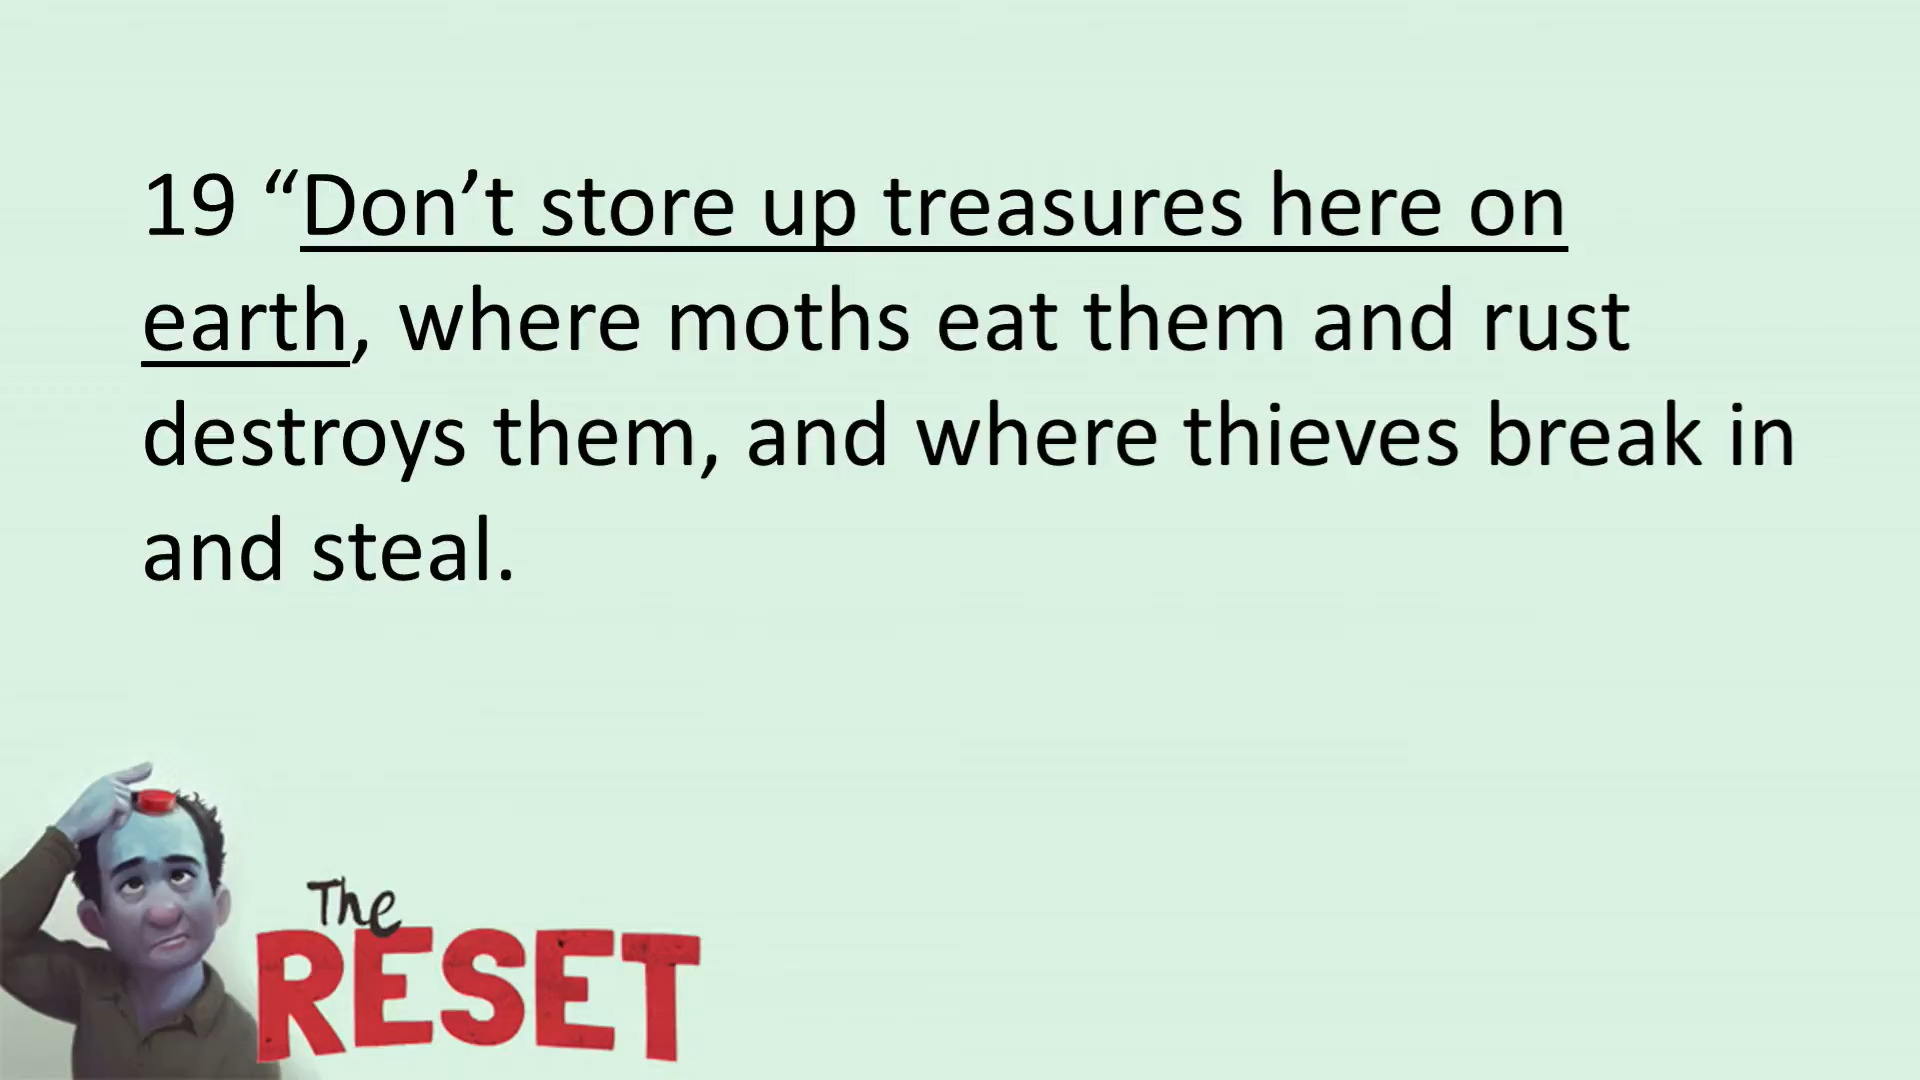 19 “Don’t store up treasures here on
earth, where moths eat them and rust
destroys them, and where thieves break in
and steal.
The
RESET